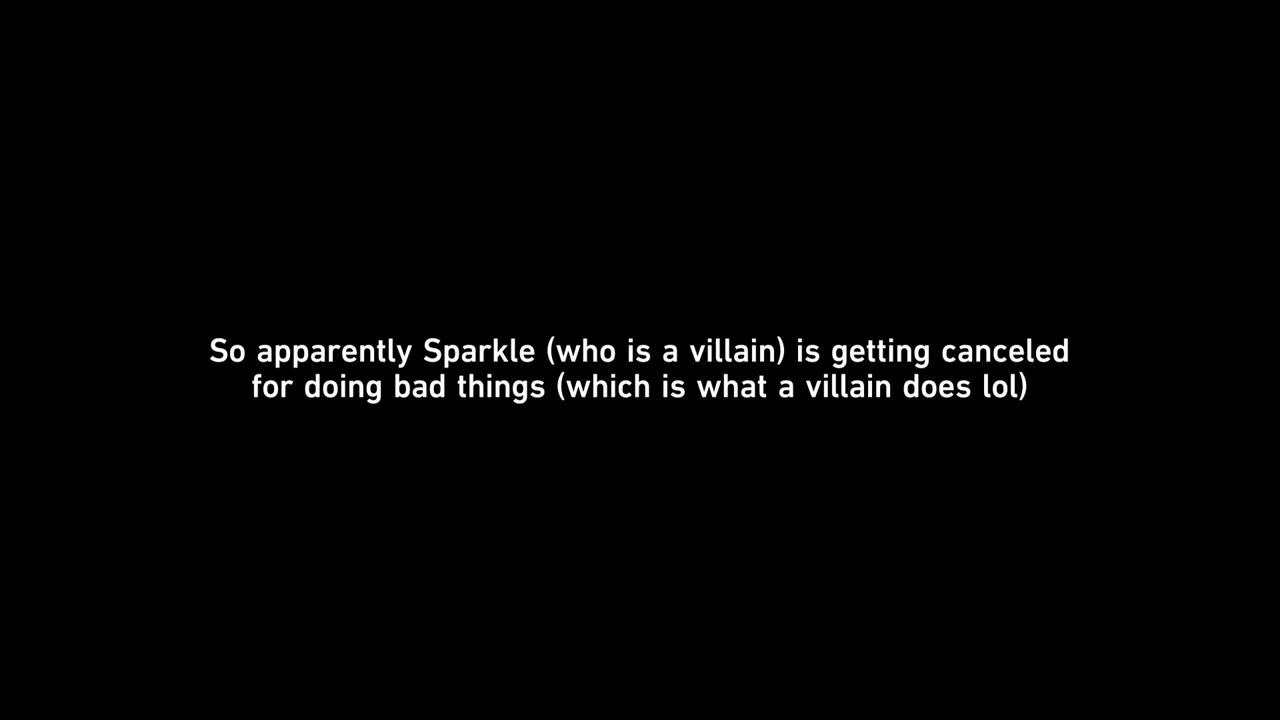 So apparently Sparkle (who is a villain) is getting canceled
for doing bad things (which is what a villain does lol)